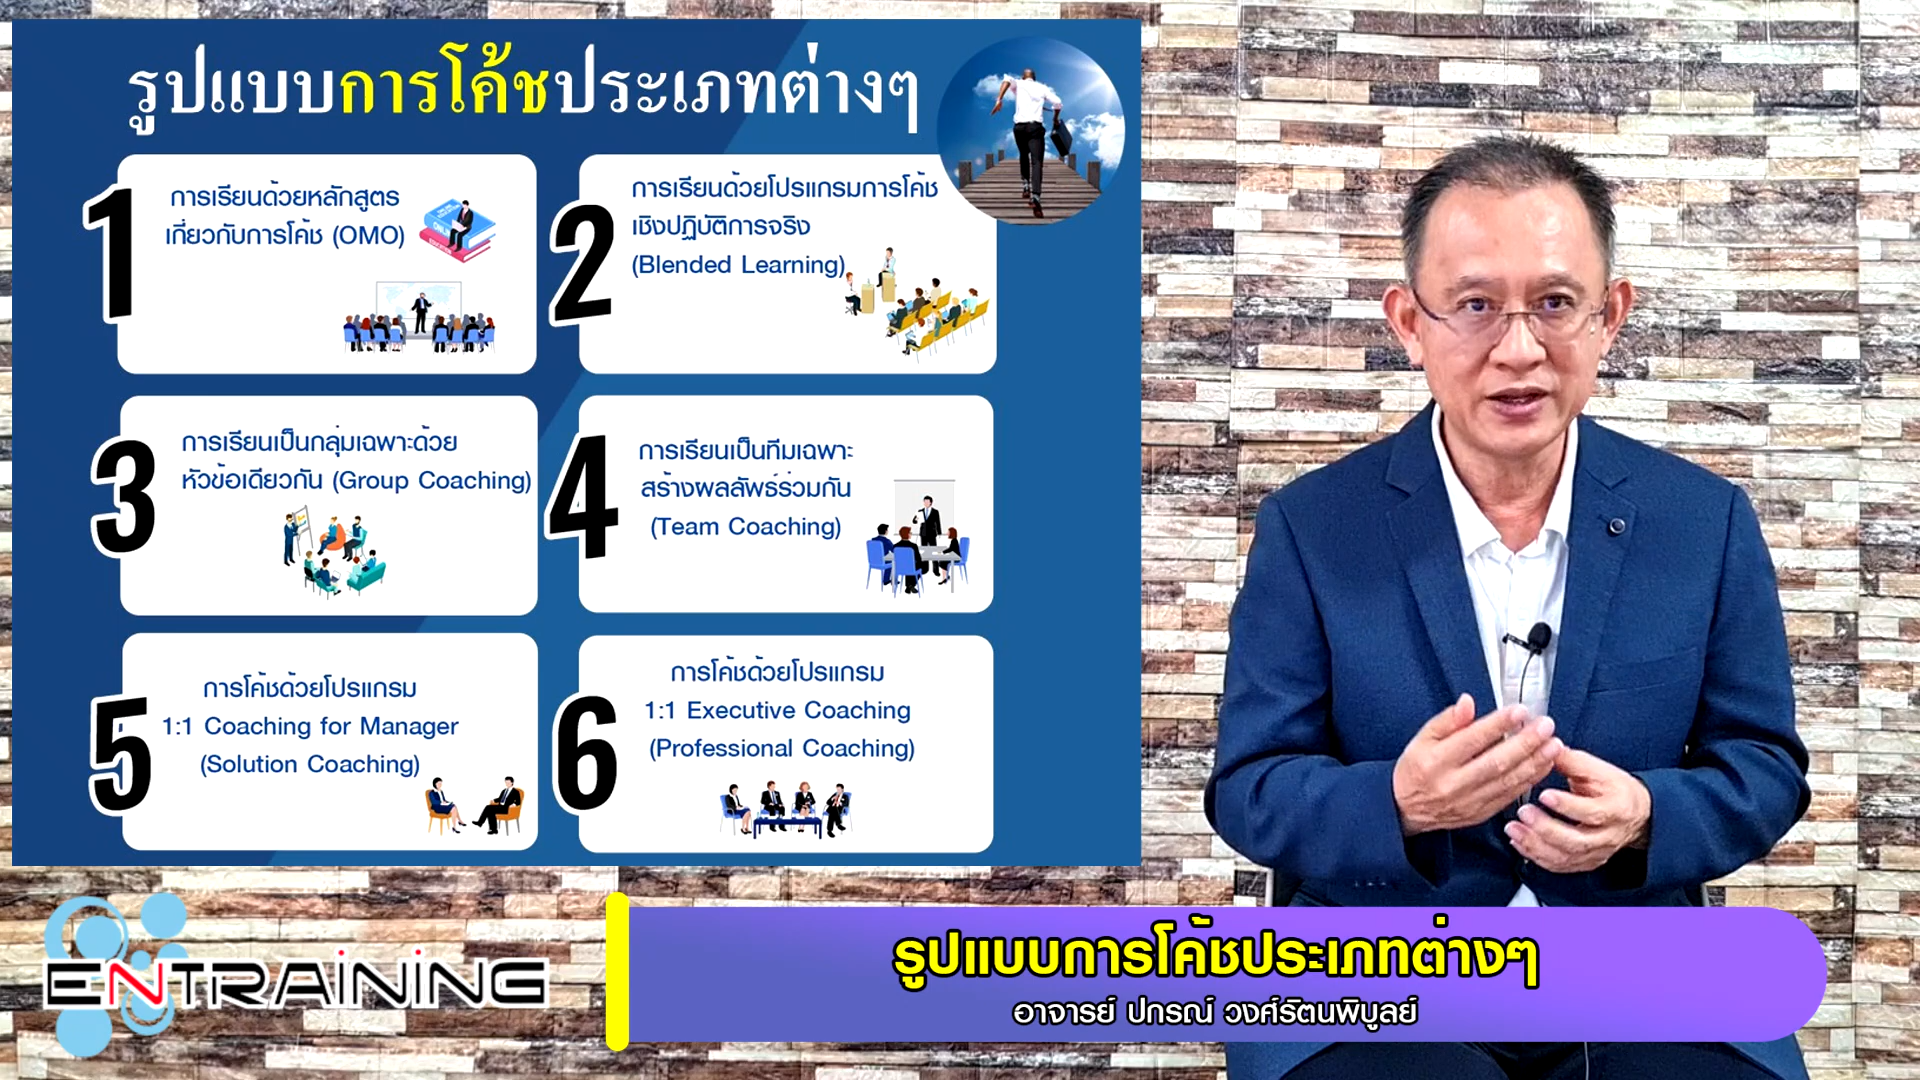 รูปแบบการโค้ชประเภทต่างๆ
1
การเรียนด้วยหลักสูตร
เกี่ยวกับการโค้ช (OMO)
2
การเรียนด้วยโปรแกรมการโค้ช
เชิงปฏิบัติการจริง
(Blended Learning)
3
การเรียนเป็นกลุ่มเฉพาะด้วย
หัวข้อเดียวกัน (Group Coaching)
4
การเรียนเป็นทีมเฉพาะ
สร้างผลลัพธ์ร่วมกัน
(Team Coaching)
5
การโค้ชด้วยโปรแกรม
1:1 Coaching for Manager
(Solution Coaching)
6
การโค้ชด้วยโปรแกรม
1:1 Executive Coaching
(Professional Coaching)
ENTRAINING
รูปแบบการโค้ชประเภทต่างๆ
อาจารย์ ปกรณ์ วงศ์รัตนพิบูลย์